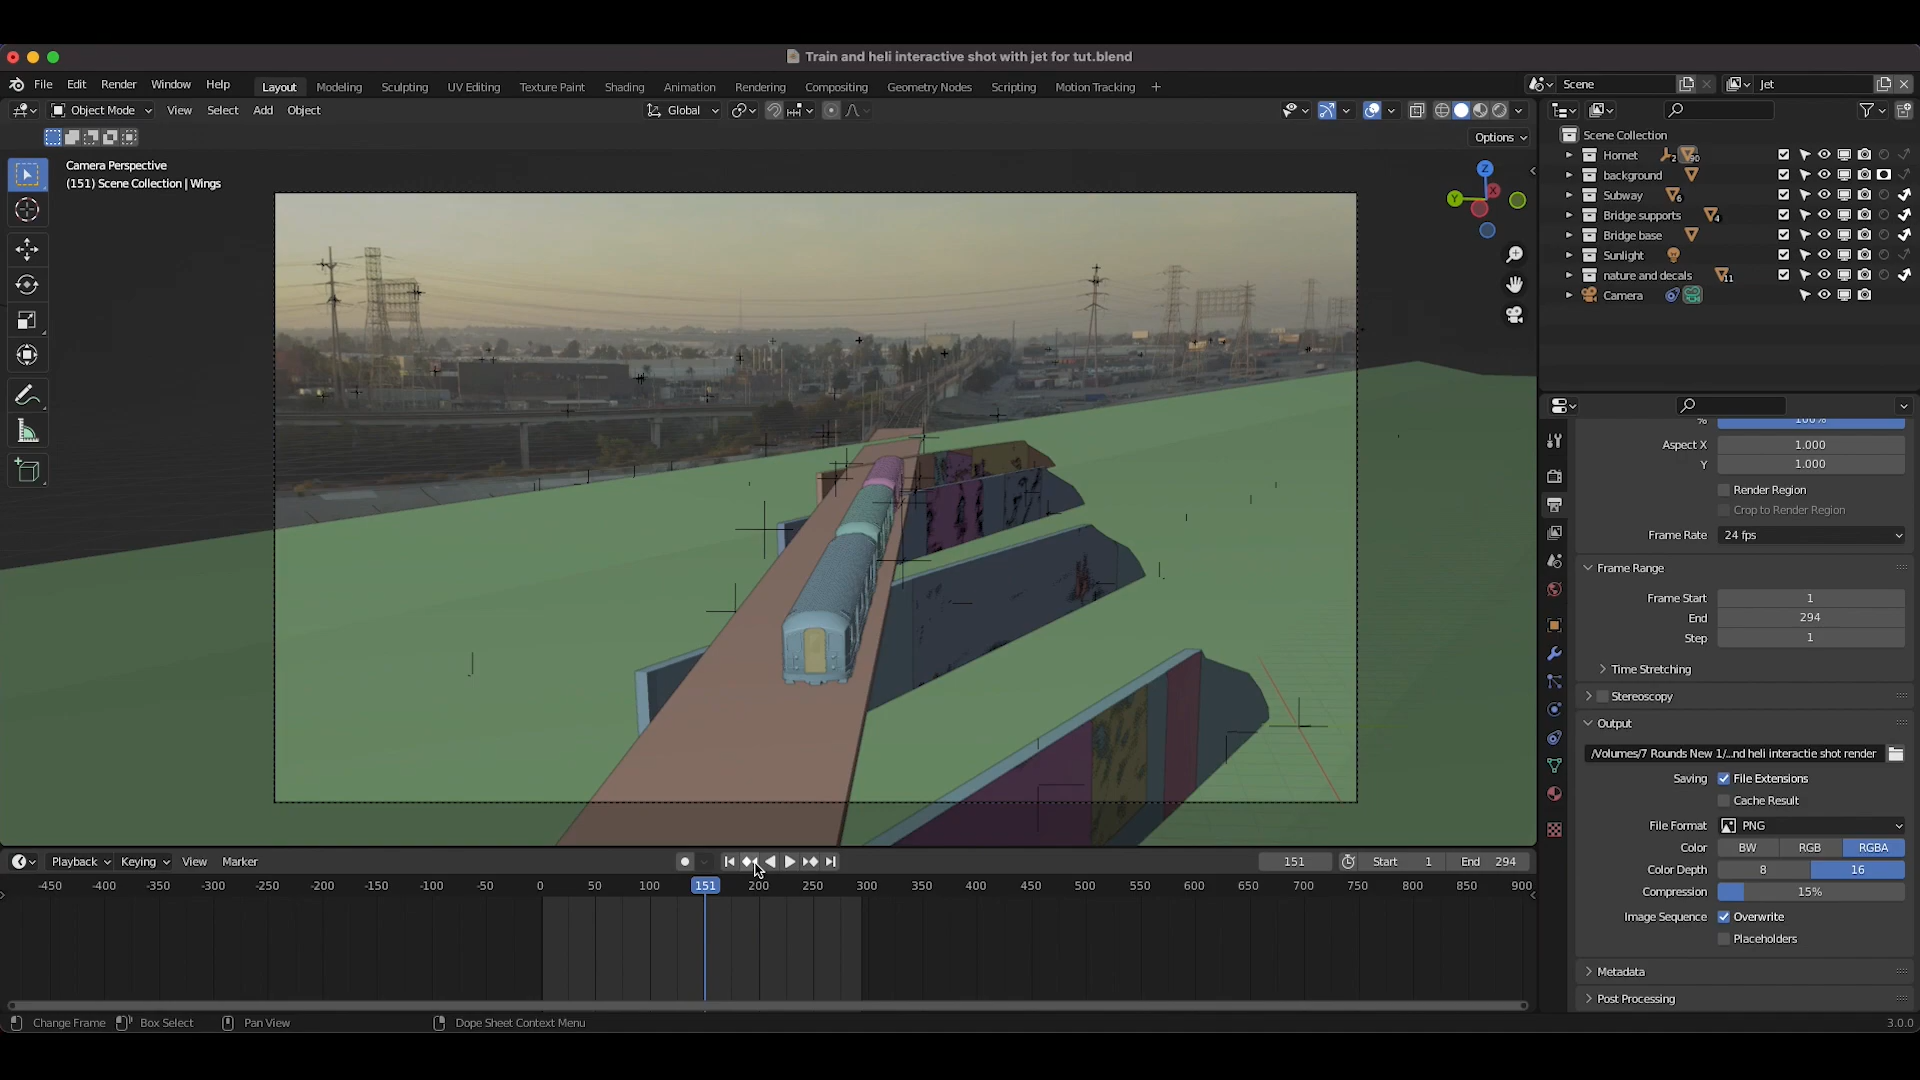 Train and heli interactive shot with jet for tut.blend
File Edit Render Window Help Layout Modeling Sculpting UV Editing Texture Paint Shading Animation Rendering Compositing Geometry Nodes Scripting Motion Tracking + Scene Jet
Object Mode View Select Add Object Global
Options
Camera Perspective
(151) Scene Collection | Wings
Z
Y
X
Scene Collection
Hornet 2 90
background
Subway 6
Bridge supports 4
Bridge base
Sunlight
nature and decals 11
Camera
% 100%
Aspect X 1.000
Y 1.000
Render Region
Crop to Render Region
Frame Rate 24 fps
Frame Range
Frame Start 1
End 294
Step 1
Time Stretching
Stereoscopy
Output
/Volumes/7 Rounds New 1/...nd heli interactie shot render
Saving File Extensions
Cache Result
File Format PNG
Color BW RGB RGBA
Color Depth 8 16
Compression 15%
Image Sequence Overwrite
Placeholders
Metadata
Post Processing
Playback Keying View Marker 151 Start 1 End 294
-450 -400 -350 -300 -250 -200 -150 -100 -50 0 50 100 151 200 250 300 350 400 450 500 550 600 650 700 750 800 850 900
Change Frame Box Select Pan View Dope Sheet Context Menu 3.0.0